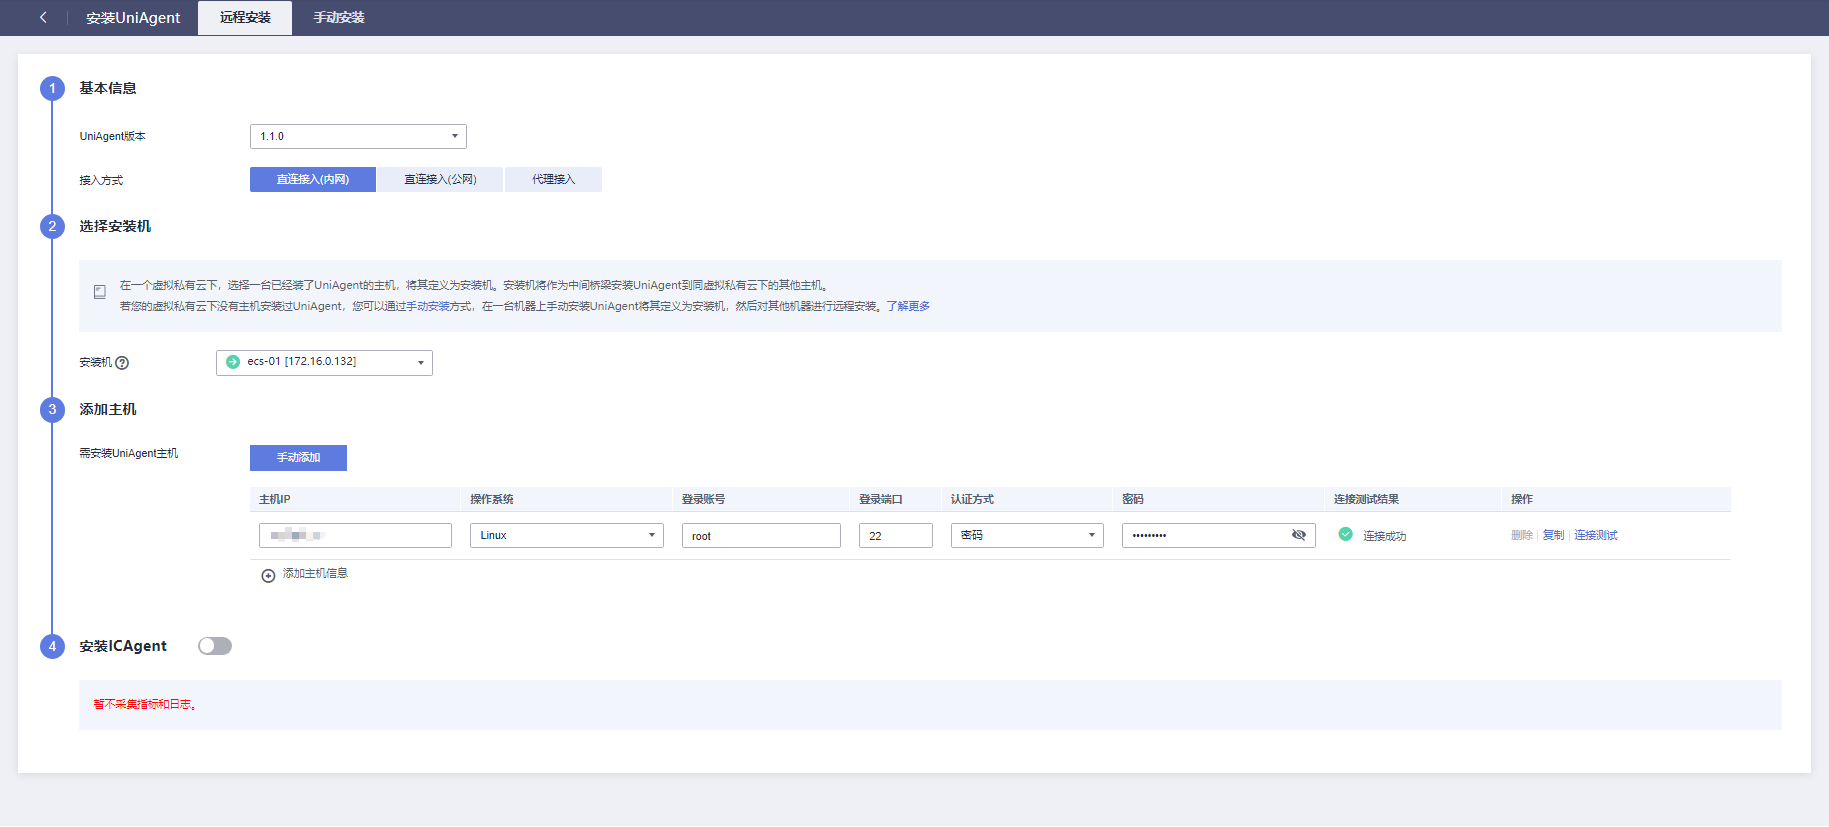 安装UniAgent 远程安装 手动安装
1 基本信息
UniAgent版本 1.1.0
接入方式 直连接入(内网) 直连接入(公网) 代理接入
2 选择安装机
在一个虚拟私有云下，选择一台已经装了UniAgent的主机，将其定义为安装机。安装机将作为中间桥梁安装UniAgent到同虚拟私有云下的其他主机。
若您的虚拟私有云下没有主机安装过UniAgent，您可以通过手动安装方式，在一台机器上手动安装UniAgent将其定义为安装机，然后对其他机器进行远程安装。了解更多
安装机 ecs-01 [172.16.0.132]
3 添加主机
需安装UniAgent主机 手动添加
主机IP 操作系统 登录账号 登录端口 认证方式 密码 连接测试结果 操作
Linux root 22 密码 ••••••••• 连接成功 删除 复制 连接测试
添加主机信息
4 安装ICAgent
暂不采集指标和日志。